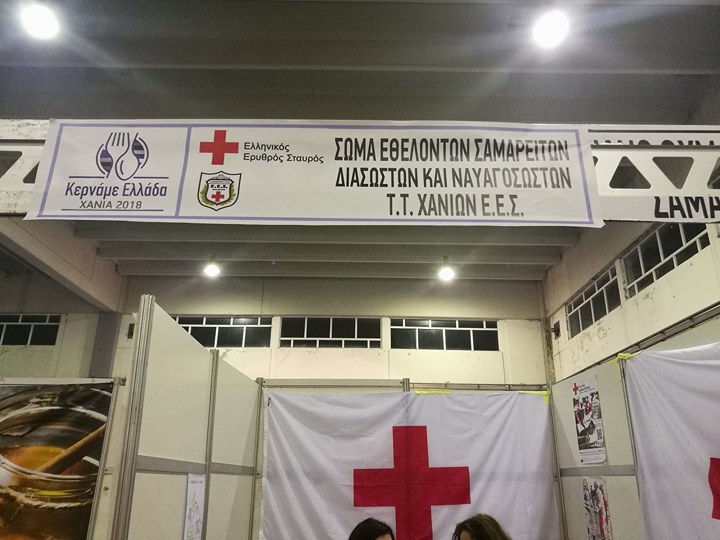 Κερνάμε Ελλάδα
ΧΑΝΙΑ 2018
Ελληνικός
Ερυθρός Σταυρός
Ε.Ε.Σ.
ΣΩΜΑ ΕΘΕΛΟΝΤΩΝ ΣΑΜΑΡΕΙΤΩΝ
ΔΙΑΣΩΣΤΩΝ ΚΑΙ ΝΑΥΑΓΟΣΩΣΤΩΝ
Τ.Τ. ΧΑΝΙΩΝ Ε.Ε.Σ.